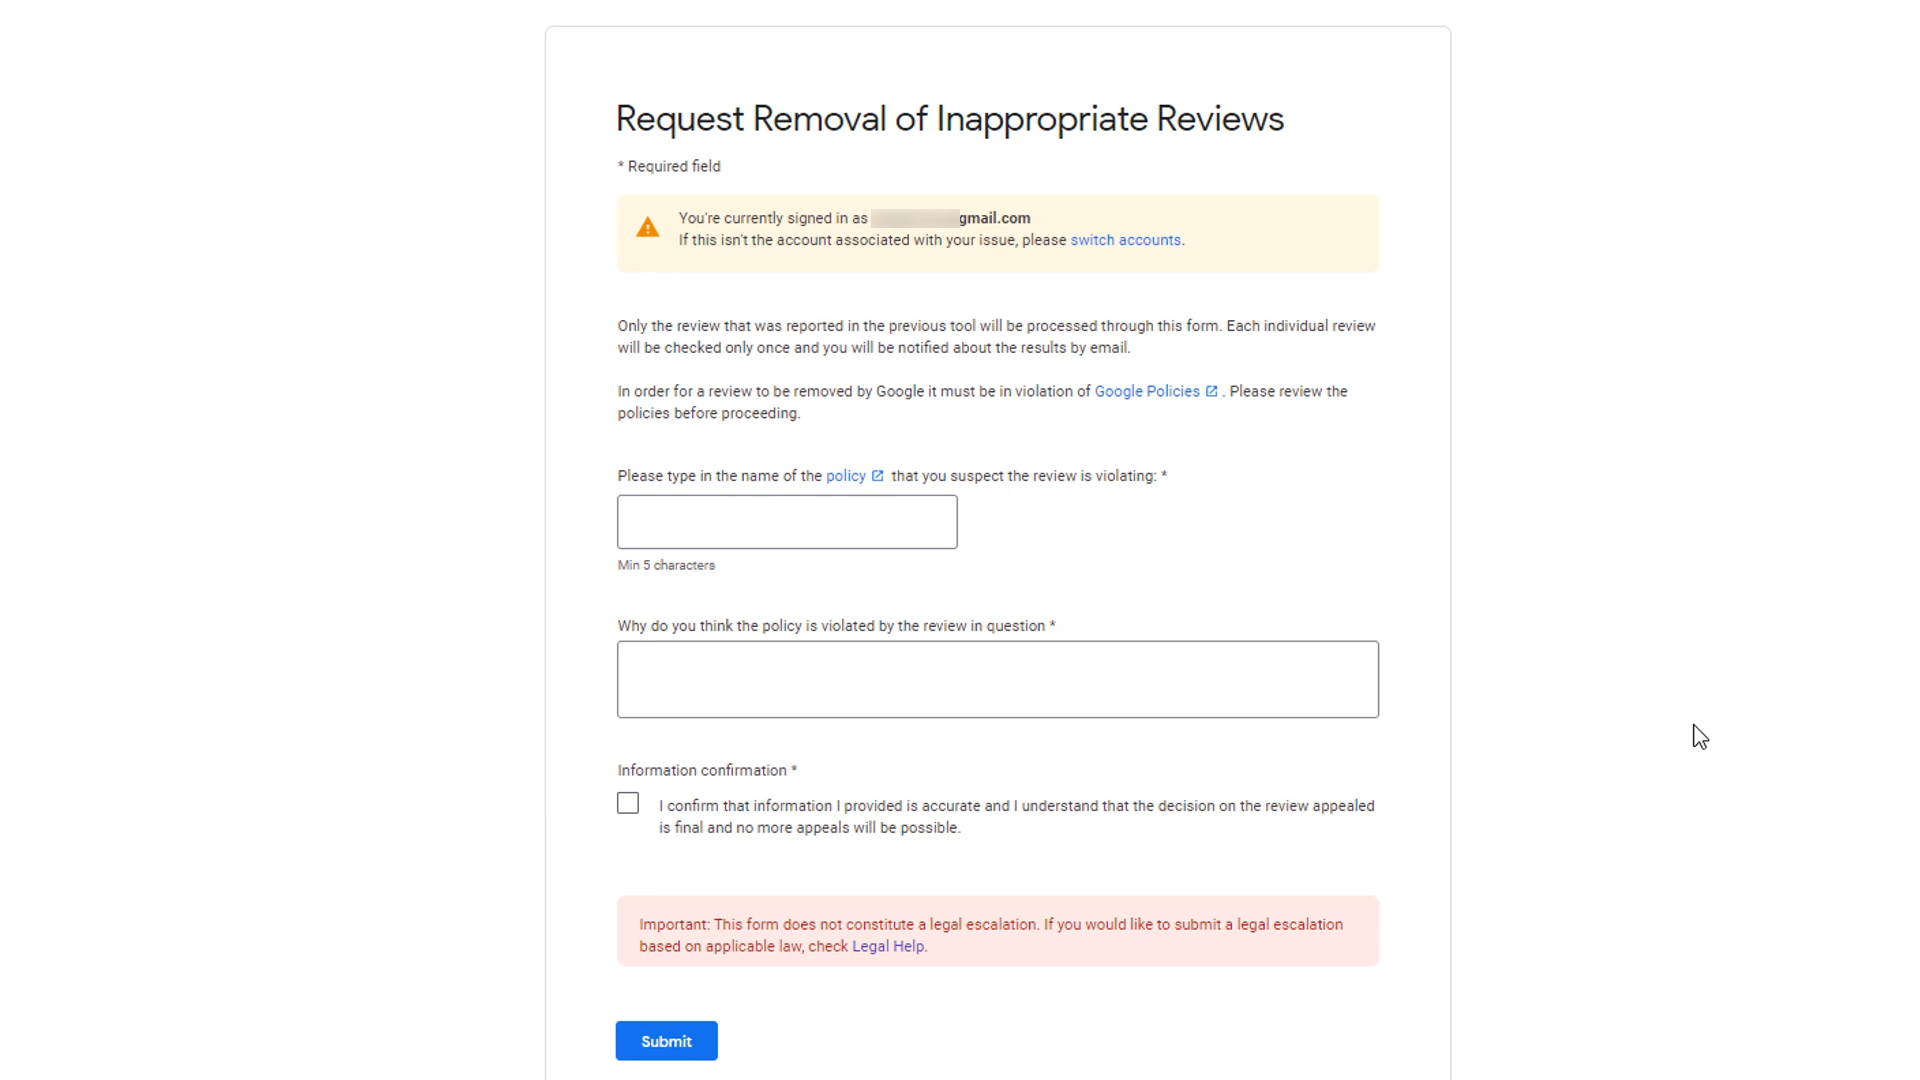 Request Removal of Inappropriate Reviews
* Required field
You're currently signed in as gmail.com
If this isn't the account associated with your issue, please switch accounts.
Only the review that was reported in the previous tool will be processed through this form. Each individual review
will be checked only once and you will be notified about the results by email.
In order for a review to be removed by Google it must be in violation of Google Policies . Please review the
policies before proceeding.
Please type in the name of the policy that you suspect the review is violating: *
Min 5 characters
Why do you think the policy is violated by the review in question *
Information confirmation *
I confirm that information I provided is accurate and I understand that the decision on the review appealed
is final and no more appeals will be possible.
Important: This form does not constitute a legal escalation. If you would like to submit a legal escalation
based on applicable law, check Legal Help.
Submit